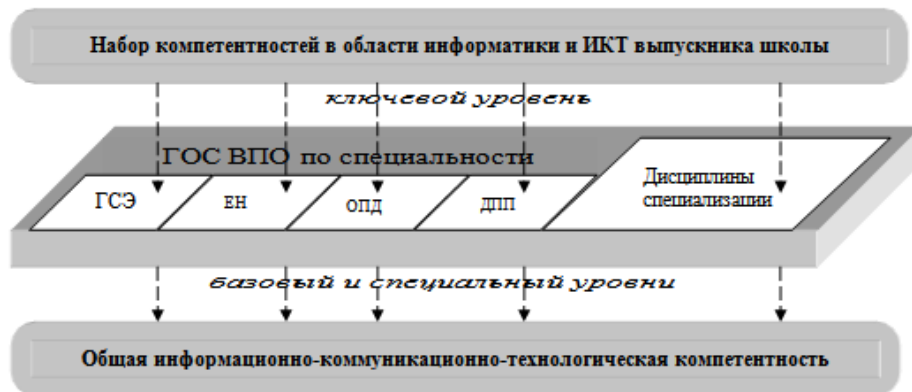 Набор компетентностей в области информатики и ИКТ выпускника школы
ключевой уровень
ГОС ВПО по специальности
ГСЭ
ЕН
ОПД
ДПП
Дисциплины
специализации
базовый и специальный уровни
Общая информационно-коммуникационно-технологическая компетентность